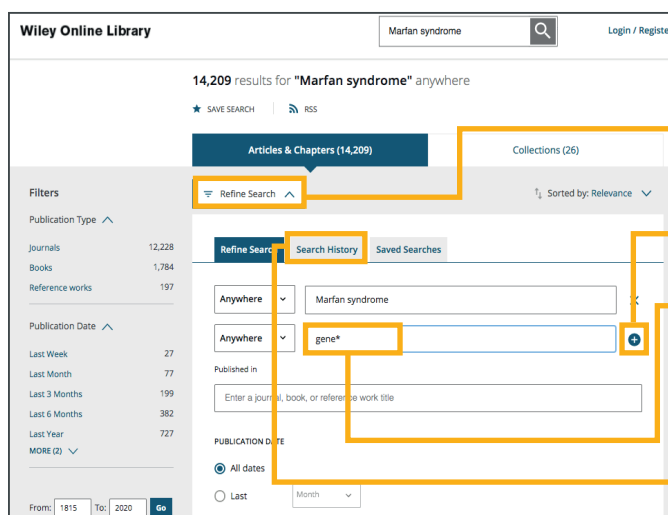 Wiley Online Library
Marfan syndrome
Login / Registe
14,209 results for "Marfan syndrome" anywhere
SAVE SEARCH
RSS
Articles & Chapters (14,209)
Collections (26)
Filters
Refine Search
Sorted by: Relevance
Publication Type
Journals 12,228
Books 1,784
Reference works 197
Refine Search
Search History
Saved Searches
Anywhere
Marfan syndrome
Publication Date
Last Week 27
Last Month 77
Last 3 Months 199
Last 6 Months 382
Last Year 727
MORE (2)
Anywhere
gene*
Published in
Enter a journal, book, or reference work title
PUBLICATION DATE
All dates
Last
Month
From: 1815 To: 2020 Go